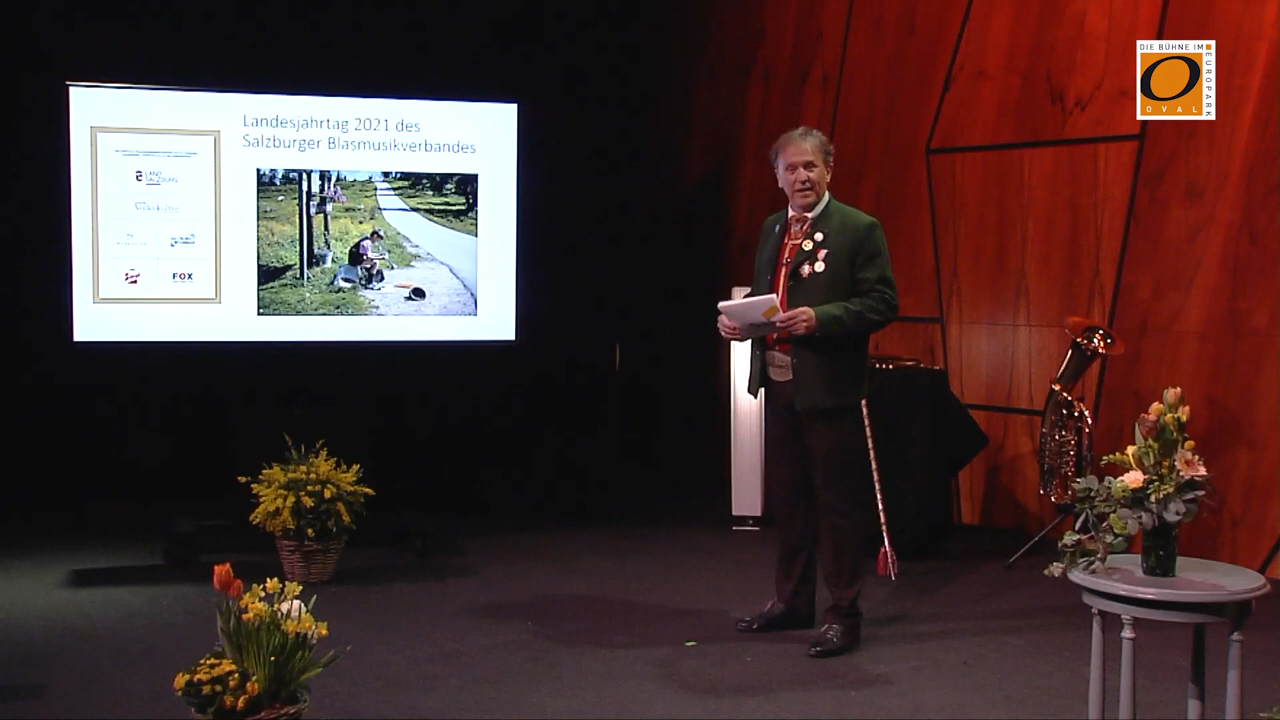 Landesjahrtag 2021 des
Salzburger Blasmusikverbandes
LAND
SALZBURG
FOX
DIE BÜHNE IM
EUROPARK
OVAL